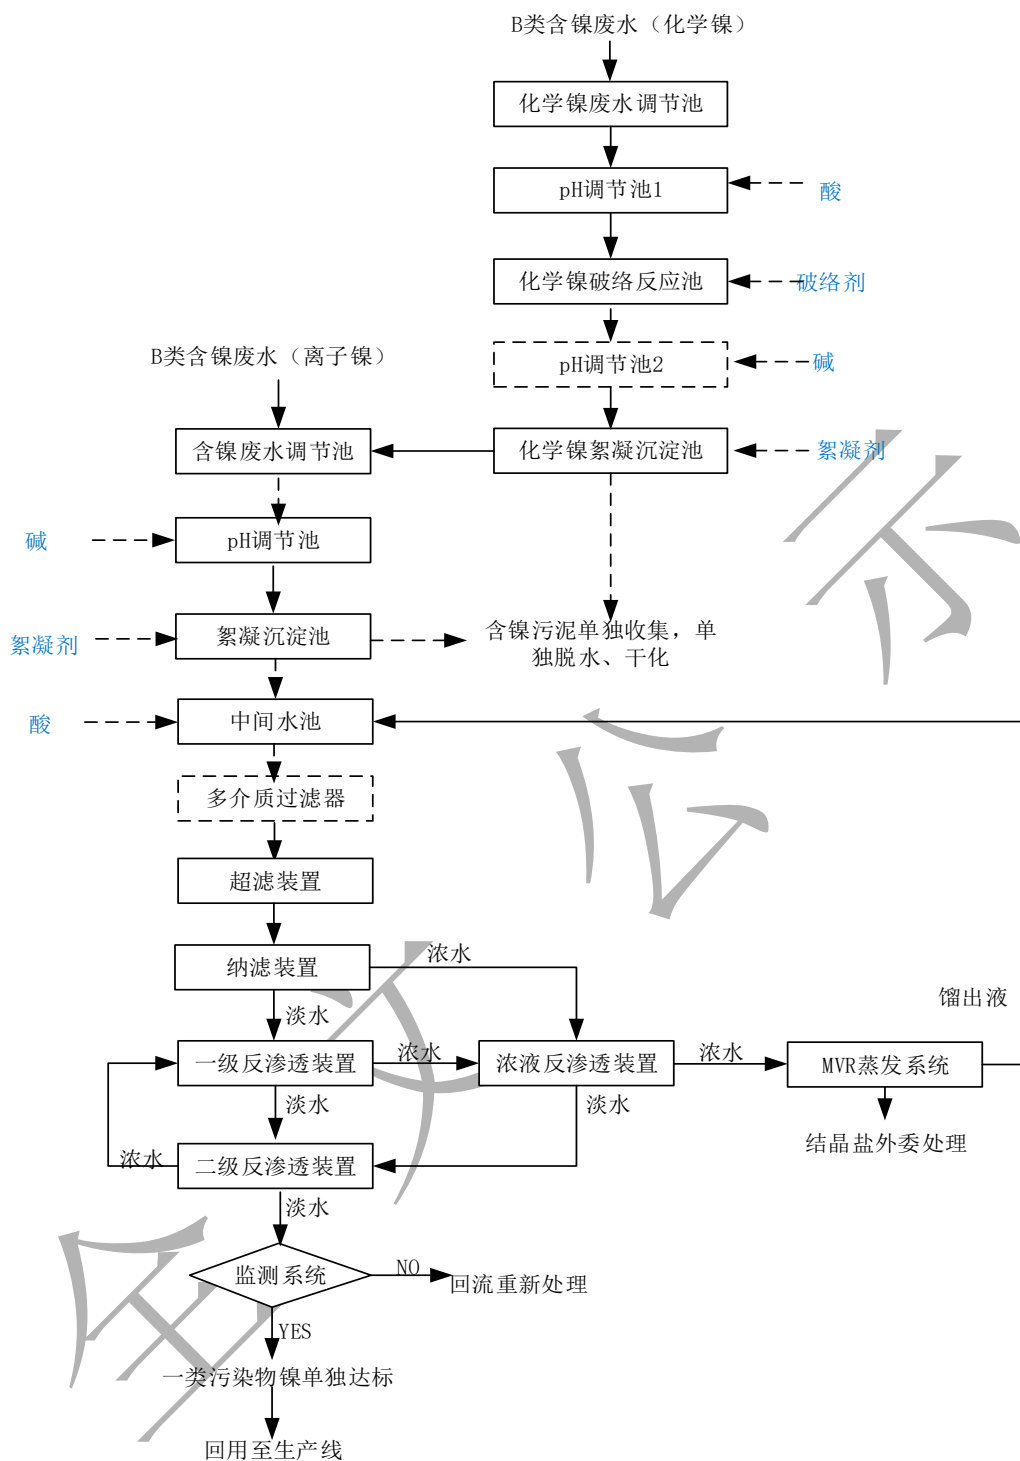 B类含镍废水（化学镍）
化学镍废水调节池
pH调节池1
酸
化学镍破络反应池
破络剂
B类含镍废水（离子镍）
pH调节池2
碱
含镍废水调节池
化学镍絮凝沉淀池
絮凝剂
碱
pH调节池
絮凝剂
絮凝沉淀池
含镍污泥单独收集，单
独脱水、干化
酸
中间水池
多介质过滤器
超滤装置
纳滤装置
浓水
淡水
馏出液
一级反渗透装置
浓水
浓液反渗透装置
浓水
MVR蒸发系统
淡水
淡水
结晶盐外委处理
浓水
二级反渗透装置
淡水
监测系统
NO
回流重新处理
YES
一类污染物镍单独达标
回用至生产线
全文公示